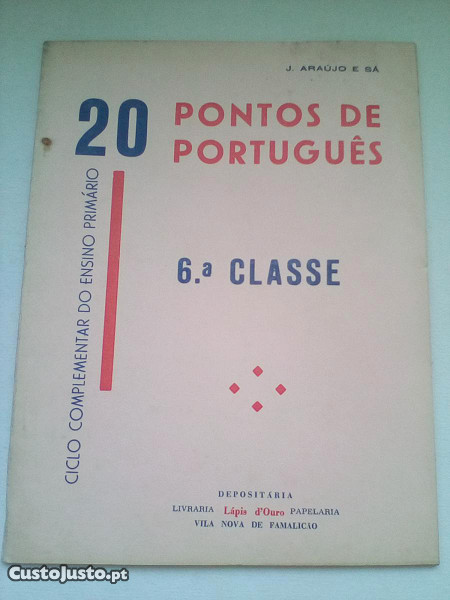 J. ARAÚJO E SÁ
20 PONTOS DE
PORTUGUÊS
CICLO COMPLEMENTAR DO ENSINO PRIMÁRIO
6.ª CLASSE
DEPOSITÁRIA
LIVRARIA Lápis d'Ouro PAPELARIA
VILA NOVA DE FAMALICÃO
CustoJusto.pt